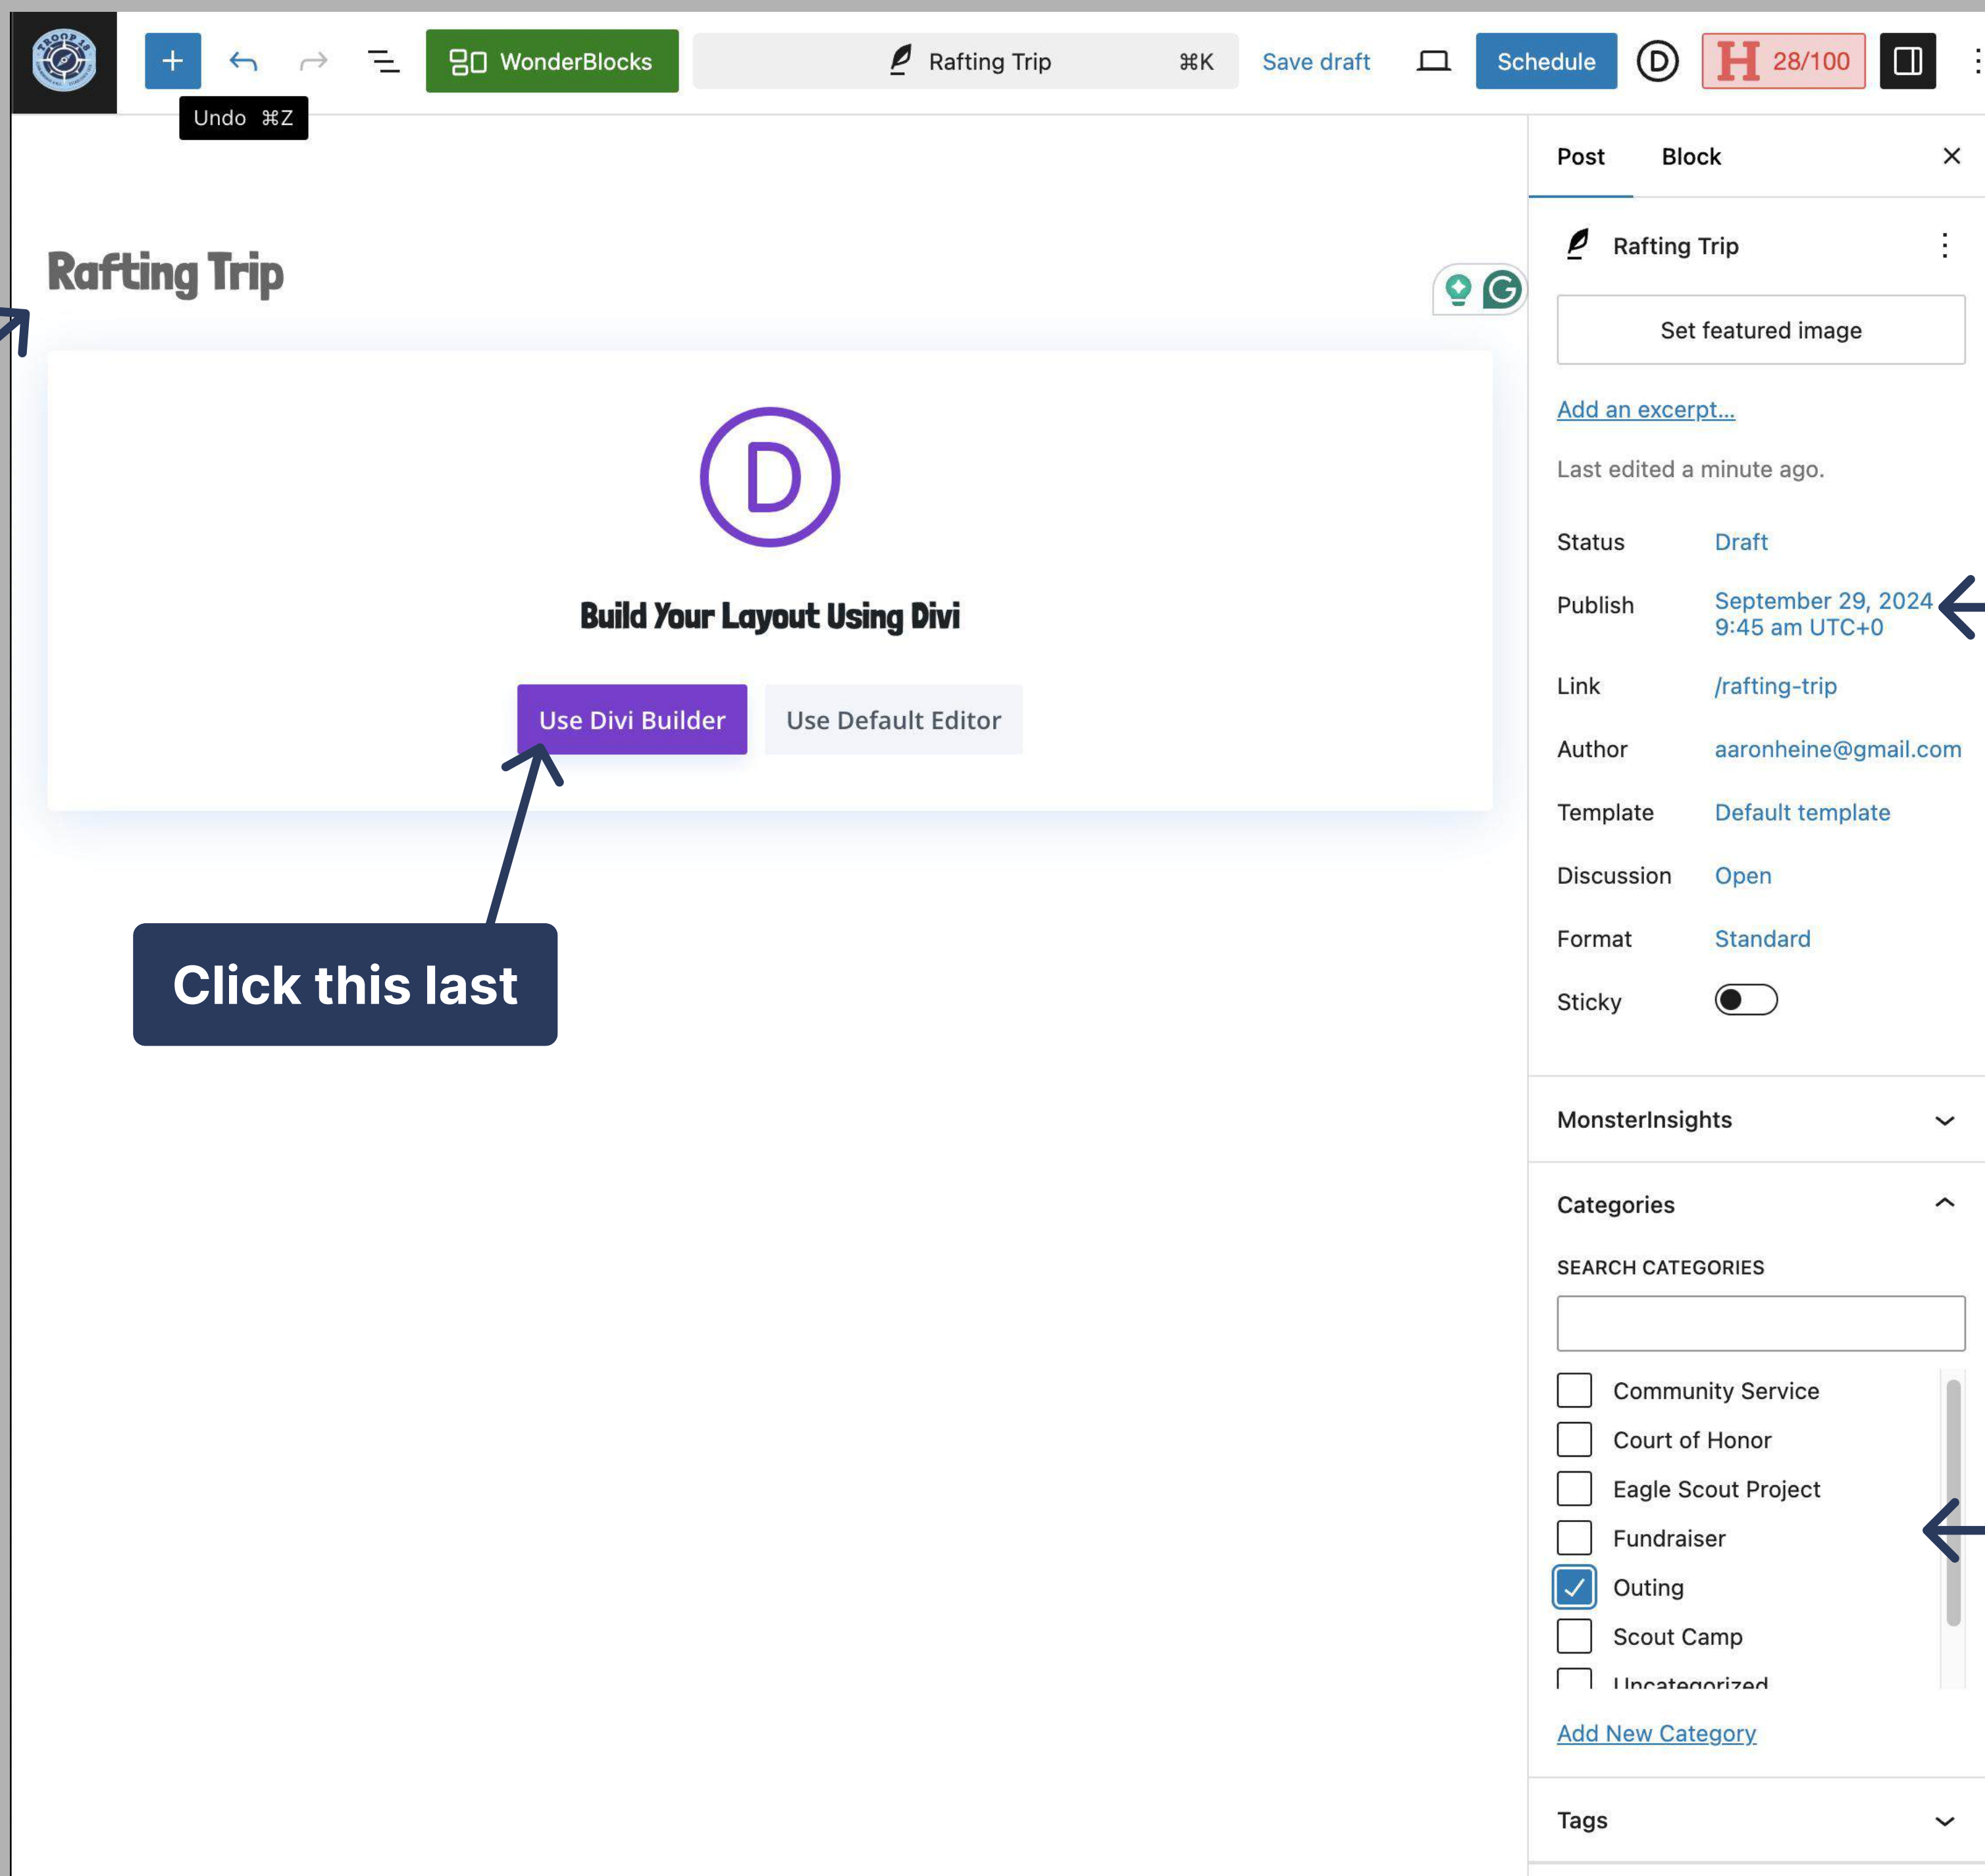 TROOP 18
WonderBlocks
Rafting Trip
⌘K
Save draft
Schedule
28/100
Undo ⌘Z
Rafting Trip
Build Your Layout Using Divi
Use Divi Builder
Use Default Editor
Click this last
Post
Block
Rafting Trip
Set featured image
Add an excerpt...
Last edited a minute ago.
Status
Draft
Publish
September 29, 2024
9:45 am UTC+0
Link
/rafting-trip
Author
aaronheine@gmail.com
Template
Default template
Discussion
Open
Format
Standard
Sticky
MonsterInsights
Categories
SEARCH CATEGORIES
Community Service
Court of Honor
Eagle Scout Project
Fundraiser
Outing
Scout Camp
Uncategorized
Add New Category
Tags